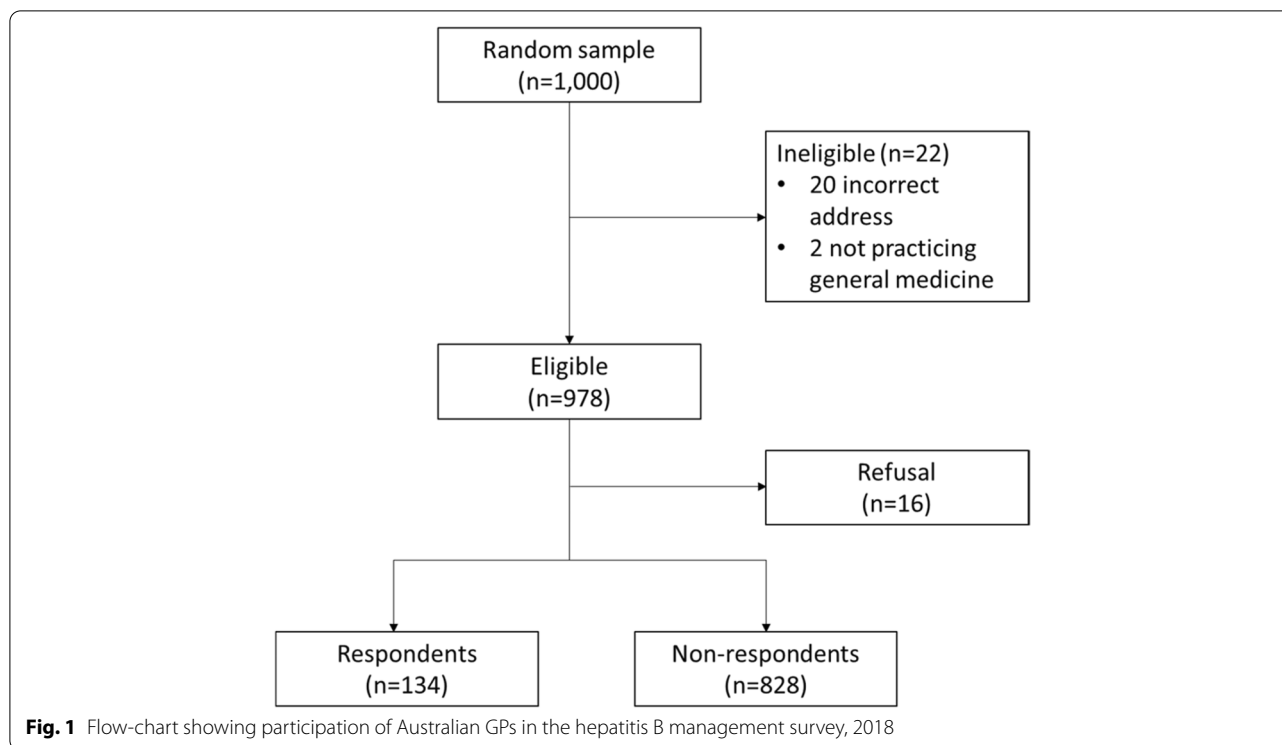 Random sample
(n=1,000)
Ineligible (n=22)
• 20 incorrect
address
• 2 not practicing
general medicine
Eligible
(n=978)
Refusal
(n=16)
Respondents
(n=134)
Non-respondents
(n=828)
Fig. 1 Flow-chart showing participation of Australian GPs in the hepatitis B management survey, 2018